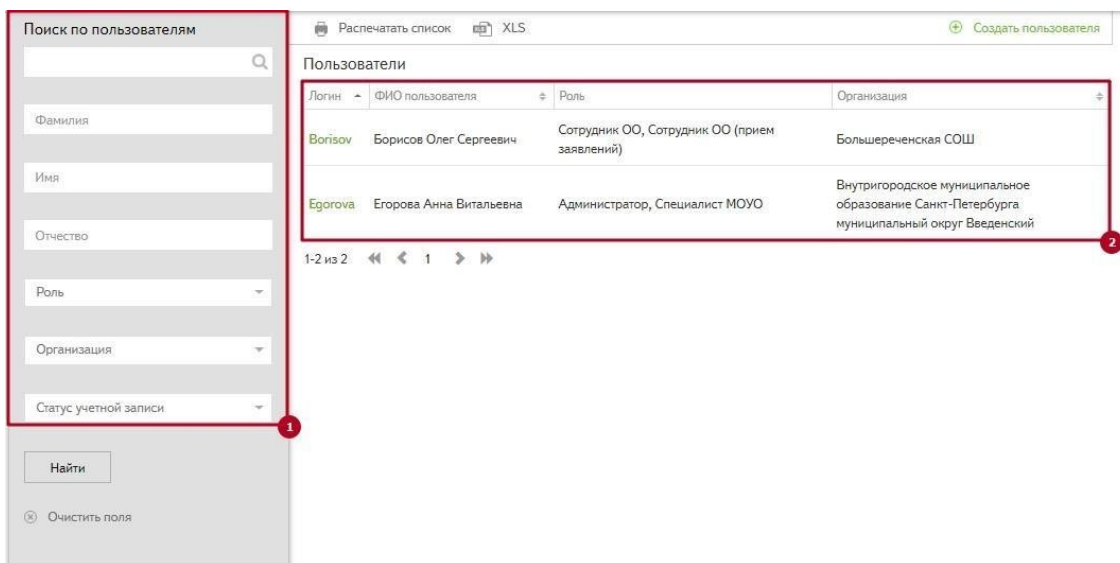 Поиск по пользователям
Фамилия
Имя
Отчество
Роль
Организация
Статус учетной записи
1
Найти
Очистить поля
Распечатать список XLS Создать пользователя
Пользователи
Логин ФИО пользователя Роль Организация
Borisov Борисов Олег Сергеевич Сотрудник ОО, Сотрудник ОО (прием
заявлений) Большереченская СОШ
Egorova Егорова Анна Витальевна Администратор, Специалист МОУО Внутригородское муниципальное
образование Санкт-Петербурга
муниципальный округ Введенский
2
1-2 из 2 1